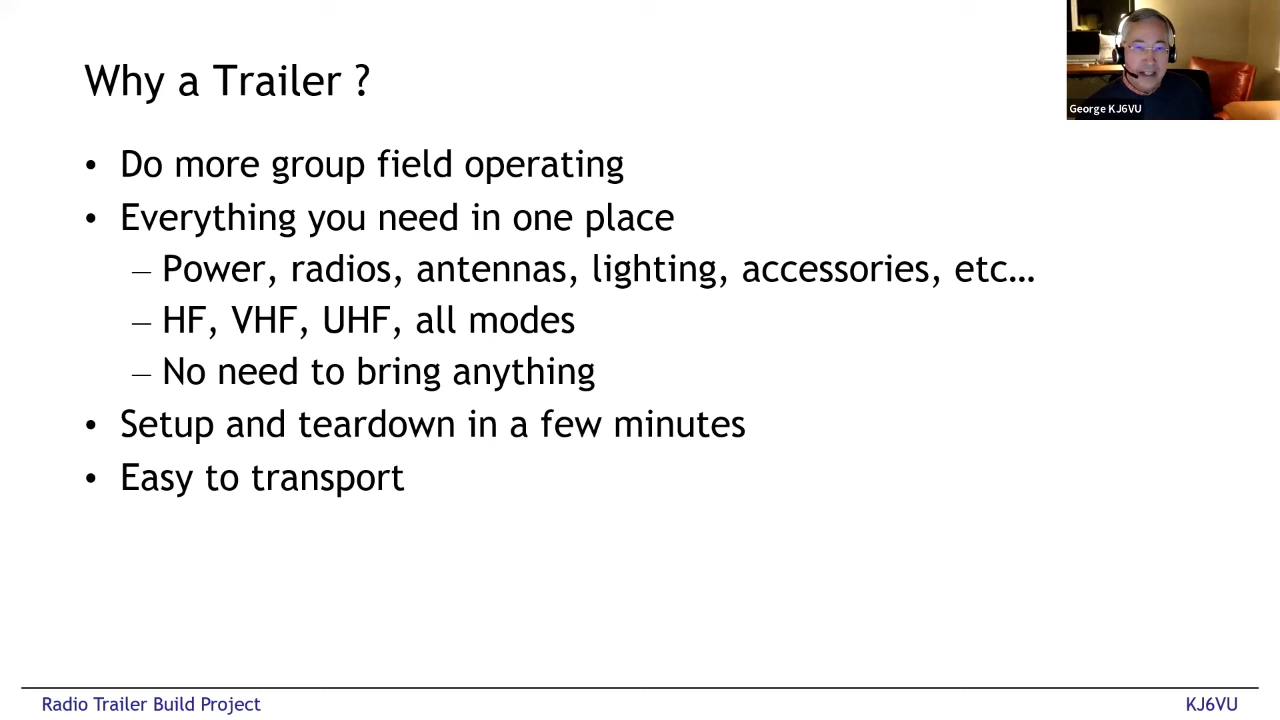 Why a Trailer ?
George KJ6VU
• Do more group field operating
• Everything you need in one place
– Power, radios, antennas, lighting, accessories, etc…
– HF, VHF, UHF, all modes
– No need to bring anything
• Setup and teardown in a few minutes
• Easy to transport
Radio Trailer Build Project
KJ6VU